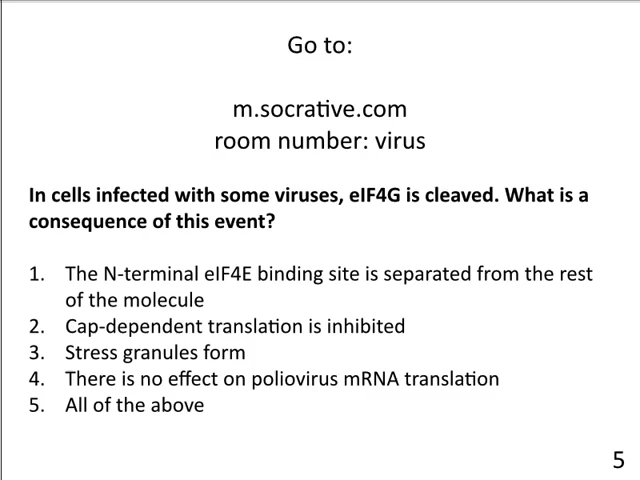 Go to:
m.socrative.com
room number: virus
In cells infected with some viruses, eIF4G is cleaved. What is a
consequence of this event?
1. The N-terminal eIF4E binding site is separated from the rest
of the molecule
2. Cap-dependent translation is inhibited
3. Stress granules form
4. There is no effect on poliovirus mRNA translation
5. All of the above
5